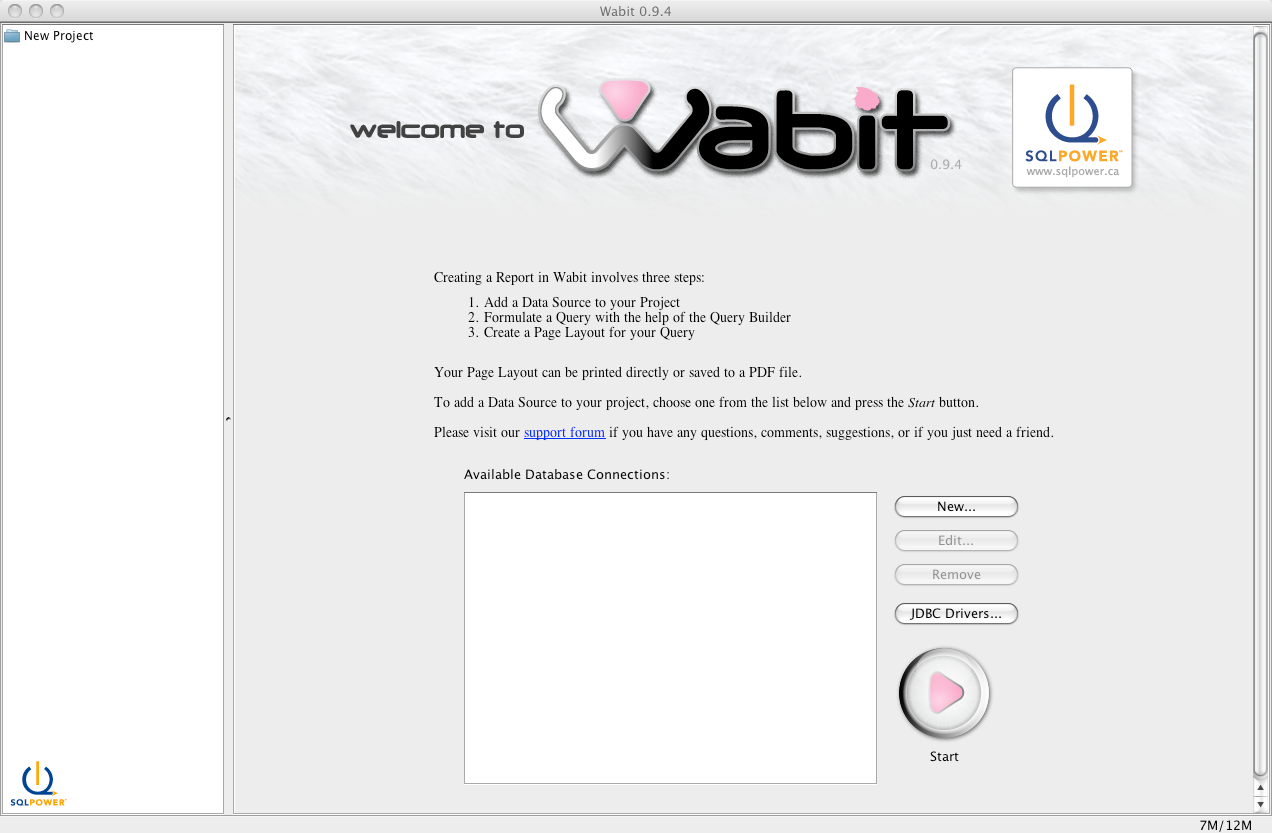 Wabit 0.9.4
New Project
welcome to Wabit 0.9.4
SQLPOWER™
www.sqlpower.ca
Creating a Report in Wabit involves three steps:
1. Add a Data Source to your Project
2. Formulate a Query with the help of the Query Builder
3. Create a Page Layout for your Query
Your Page Layout can be printed directly or saved to a PDF file.
To add a Data Source to your project, choose one from the list below and press the Start button.
Please visit our support forum if you have any questions, comments, suggestions, or if you just need a friend.
Available Database Connections:
New...
Edit...
Remove
JDBC Drivers...
Start
SQLPOWER™
7M/12M